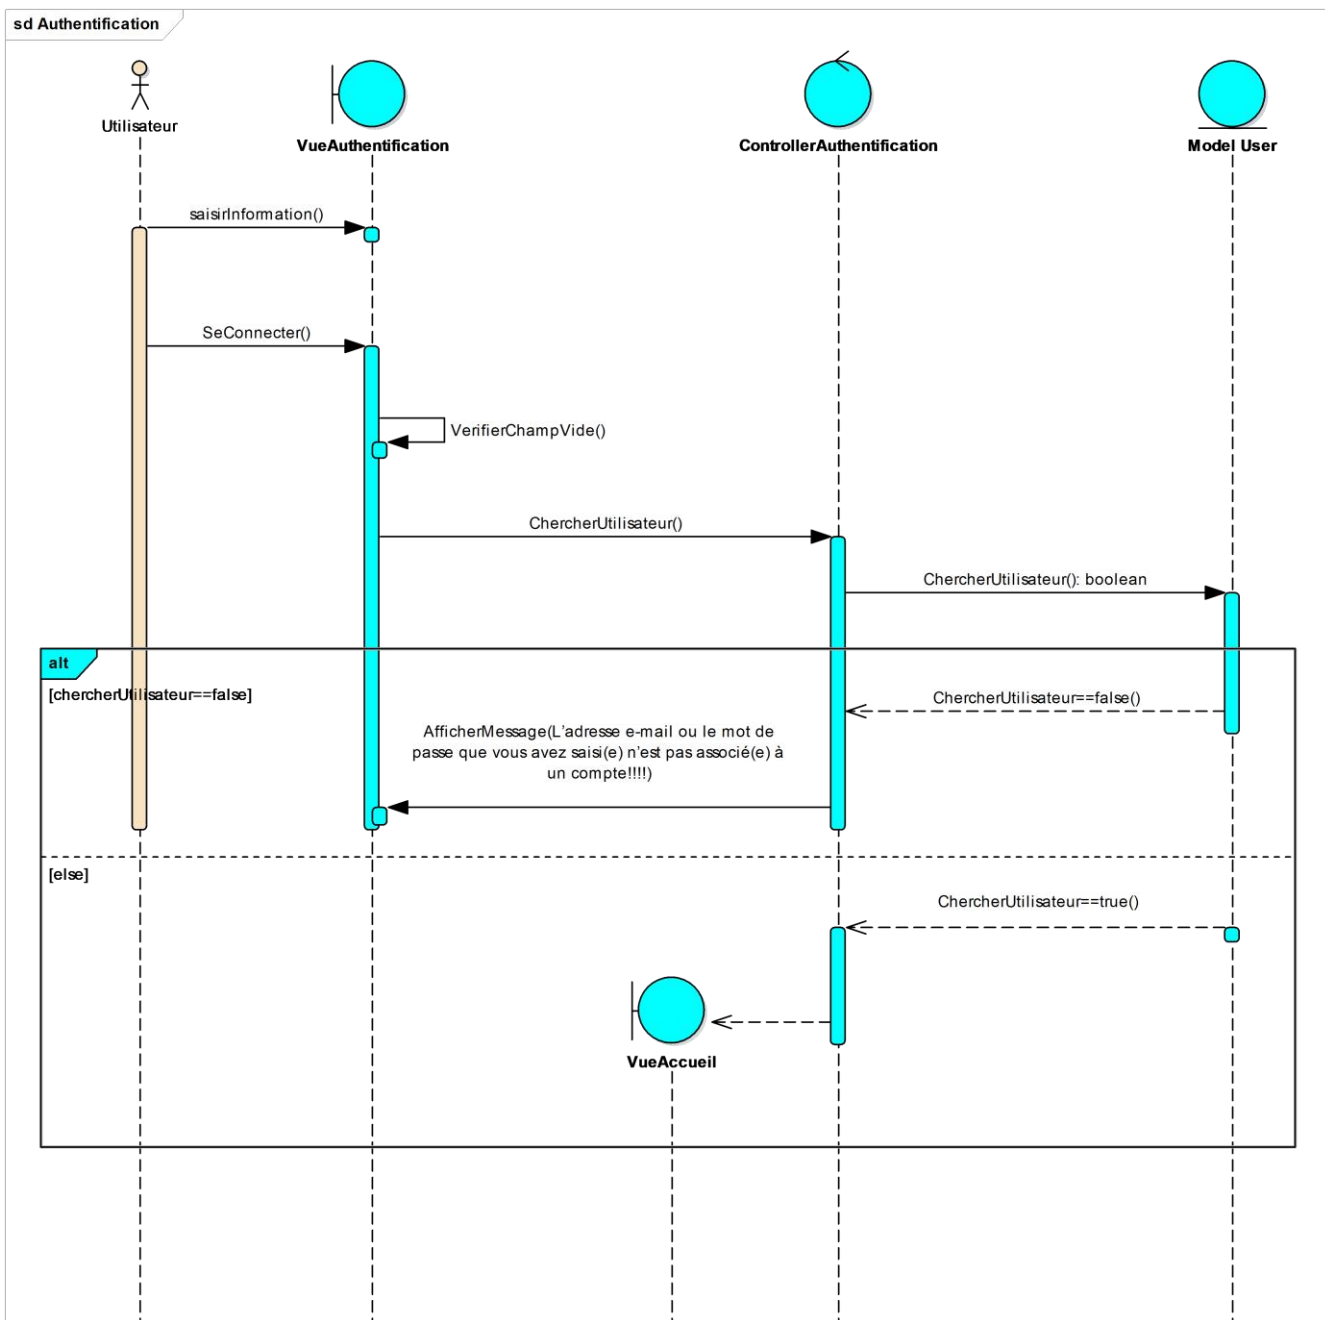 sd Authentification
Utilisateur
VueAuthentification
ControllerAuthentification
Model User
saisirInformation()
SeConnecter()
VerifierChampVide()
ChercherUtilisateur()
ChercherUtilisateur(): boolean
alt
[chercherUtilisateur==false]
ChercherUtilisateur==false()
AfficherMessage(L'adresse e-mail ou le mot de
passe que vous avez saisi(e) n'est pas associé(e) à
un compte!!!!)
[else]
ChercherUtilisateur==true()
VueAccueil